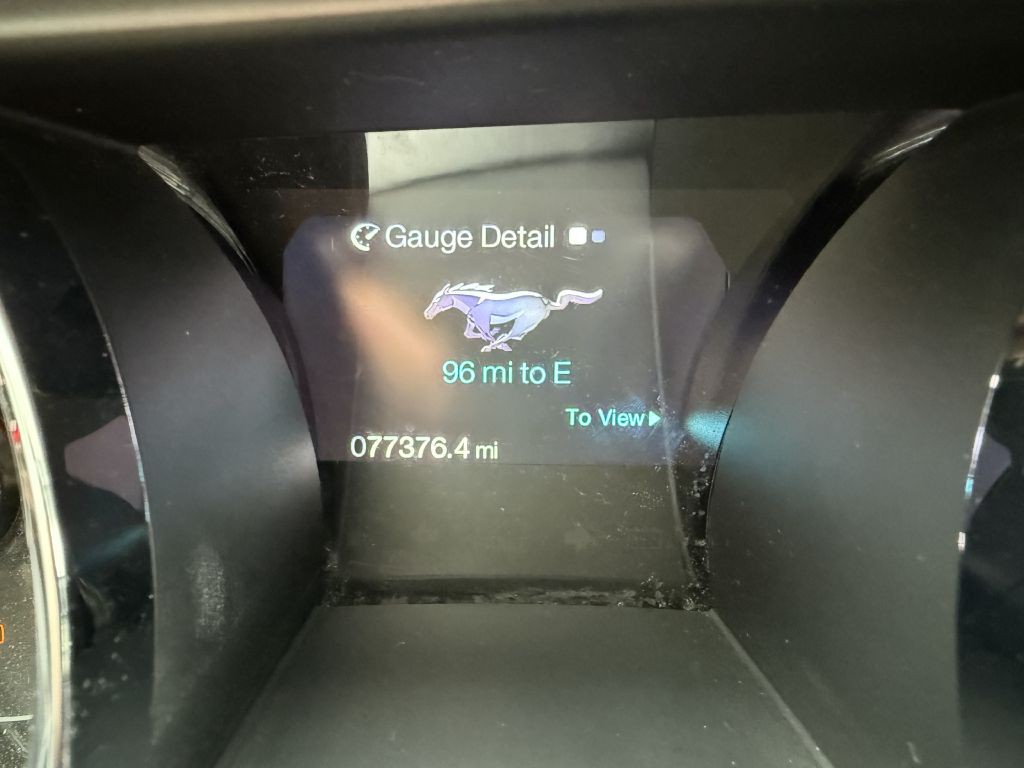 Gauge Detail
96 mi to E
To View
077376.4 mi